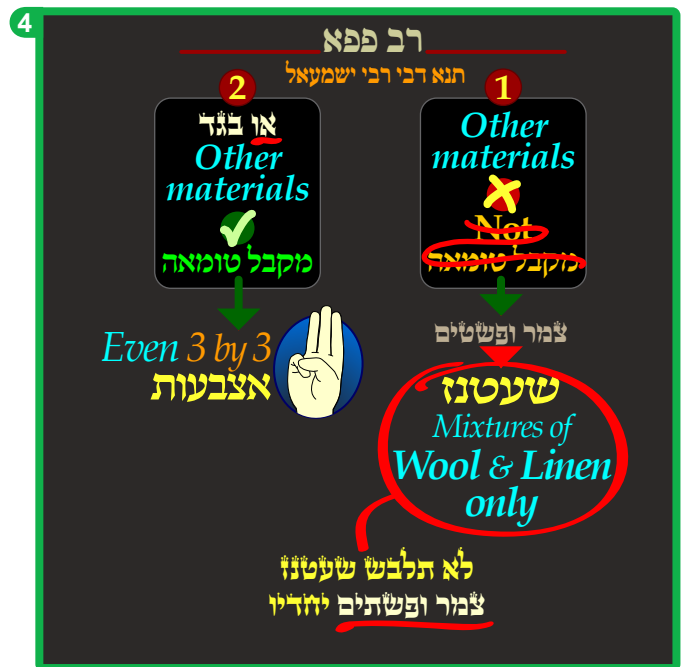 4
רב פפא
תנא דבי רבי ישמעאל
1
Other
materials
Not
מקבל טומאה
צמר ופשטים
שעטנז
Mixtures of
Wool & Linen
only
2
או בגד
Other
materials
מקבל טומאה
Even 3 by 3
אצבעות
לא תלבש שעטנז
צמר ופשתים יחדיו